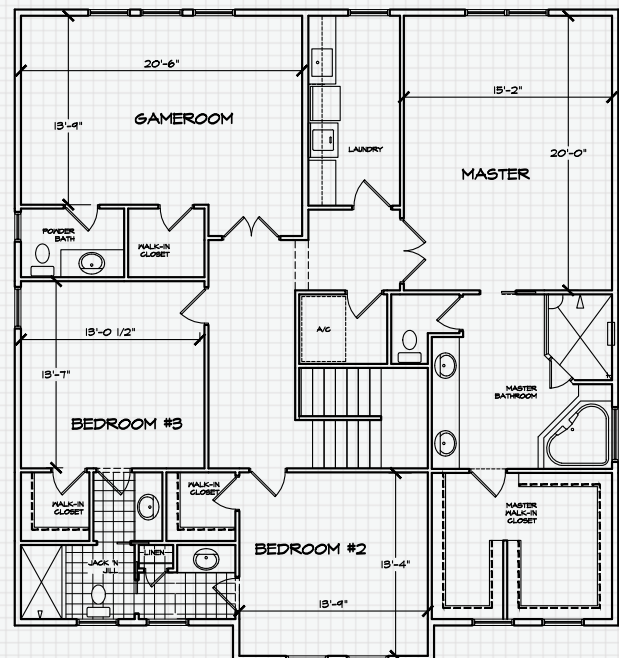 20'-6"
15'-2"
13'-9"
GAMEROOM
LAUNDRY
20'-0"
MASTER
POWDER
BATH
WALK-IN
CLOSET
13'-0 1/2"
A/C
13'-7"
MASTER
BATHROOM
BEDROOM #3
WALK-IN
CLOSET
WALK-IN
CLOSET
MASTER
WALK-IN
CLOSET
JACK 'N
JILL
LINEN
BEDROOM #2
13'-4"
13'-9"